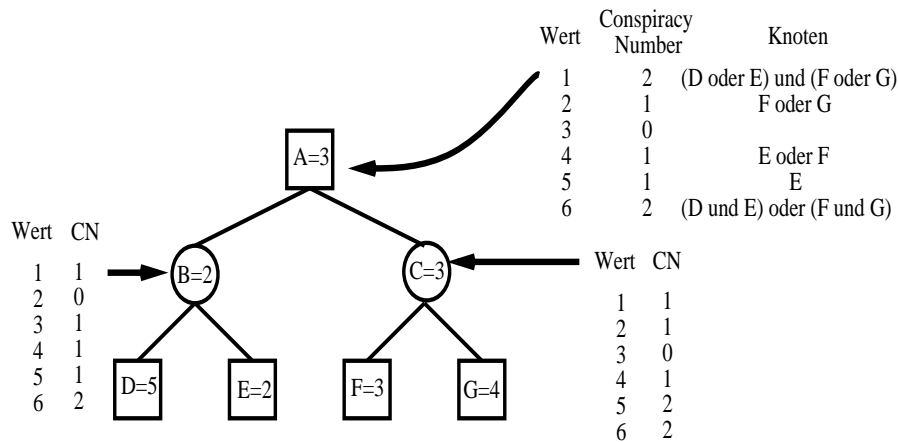 Wert Conspiracy Number Knoten
1 2 (D oder E) und (F oder G)
2 1 F oder G
3 0
4 1 E oder F
5 1 E
6 2 (D und E) oder (F und G)
A=3
Wert CN
1 1
2 0
3 1
4 1
5 1
6 2
B=2
C=3
Wert CN
1 1
2 1
3 0
4 1
5 2
6 2
D=5
E=2
F=3
G=4